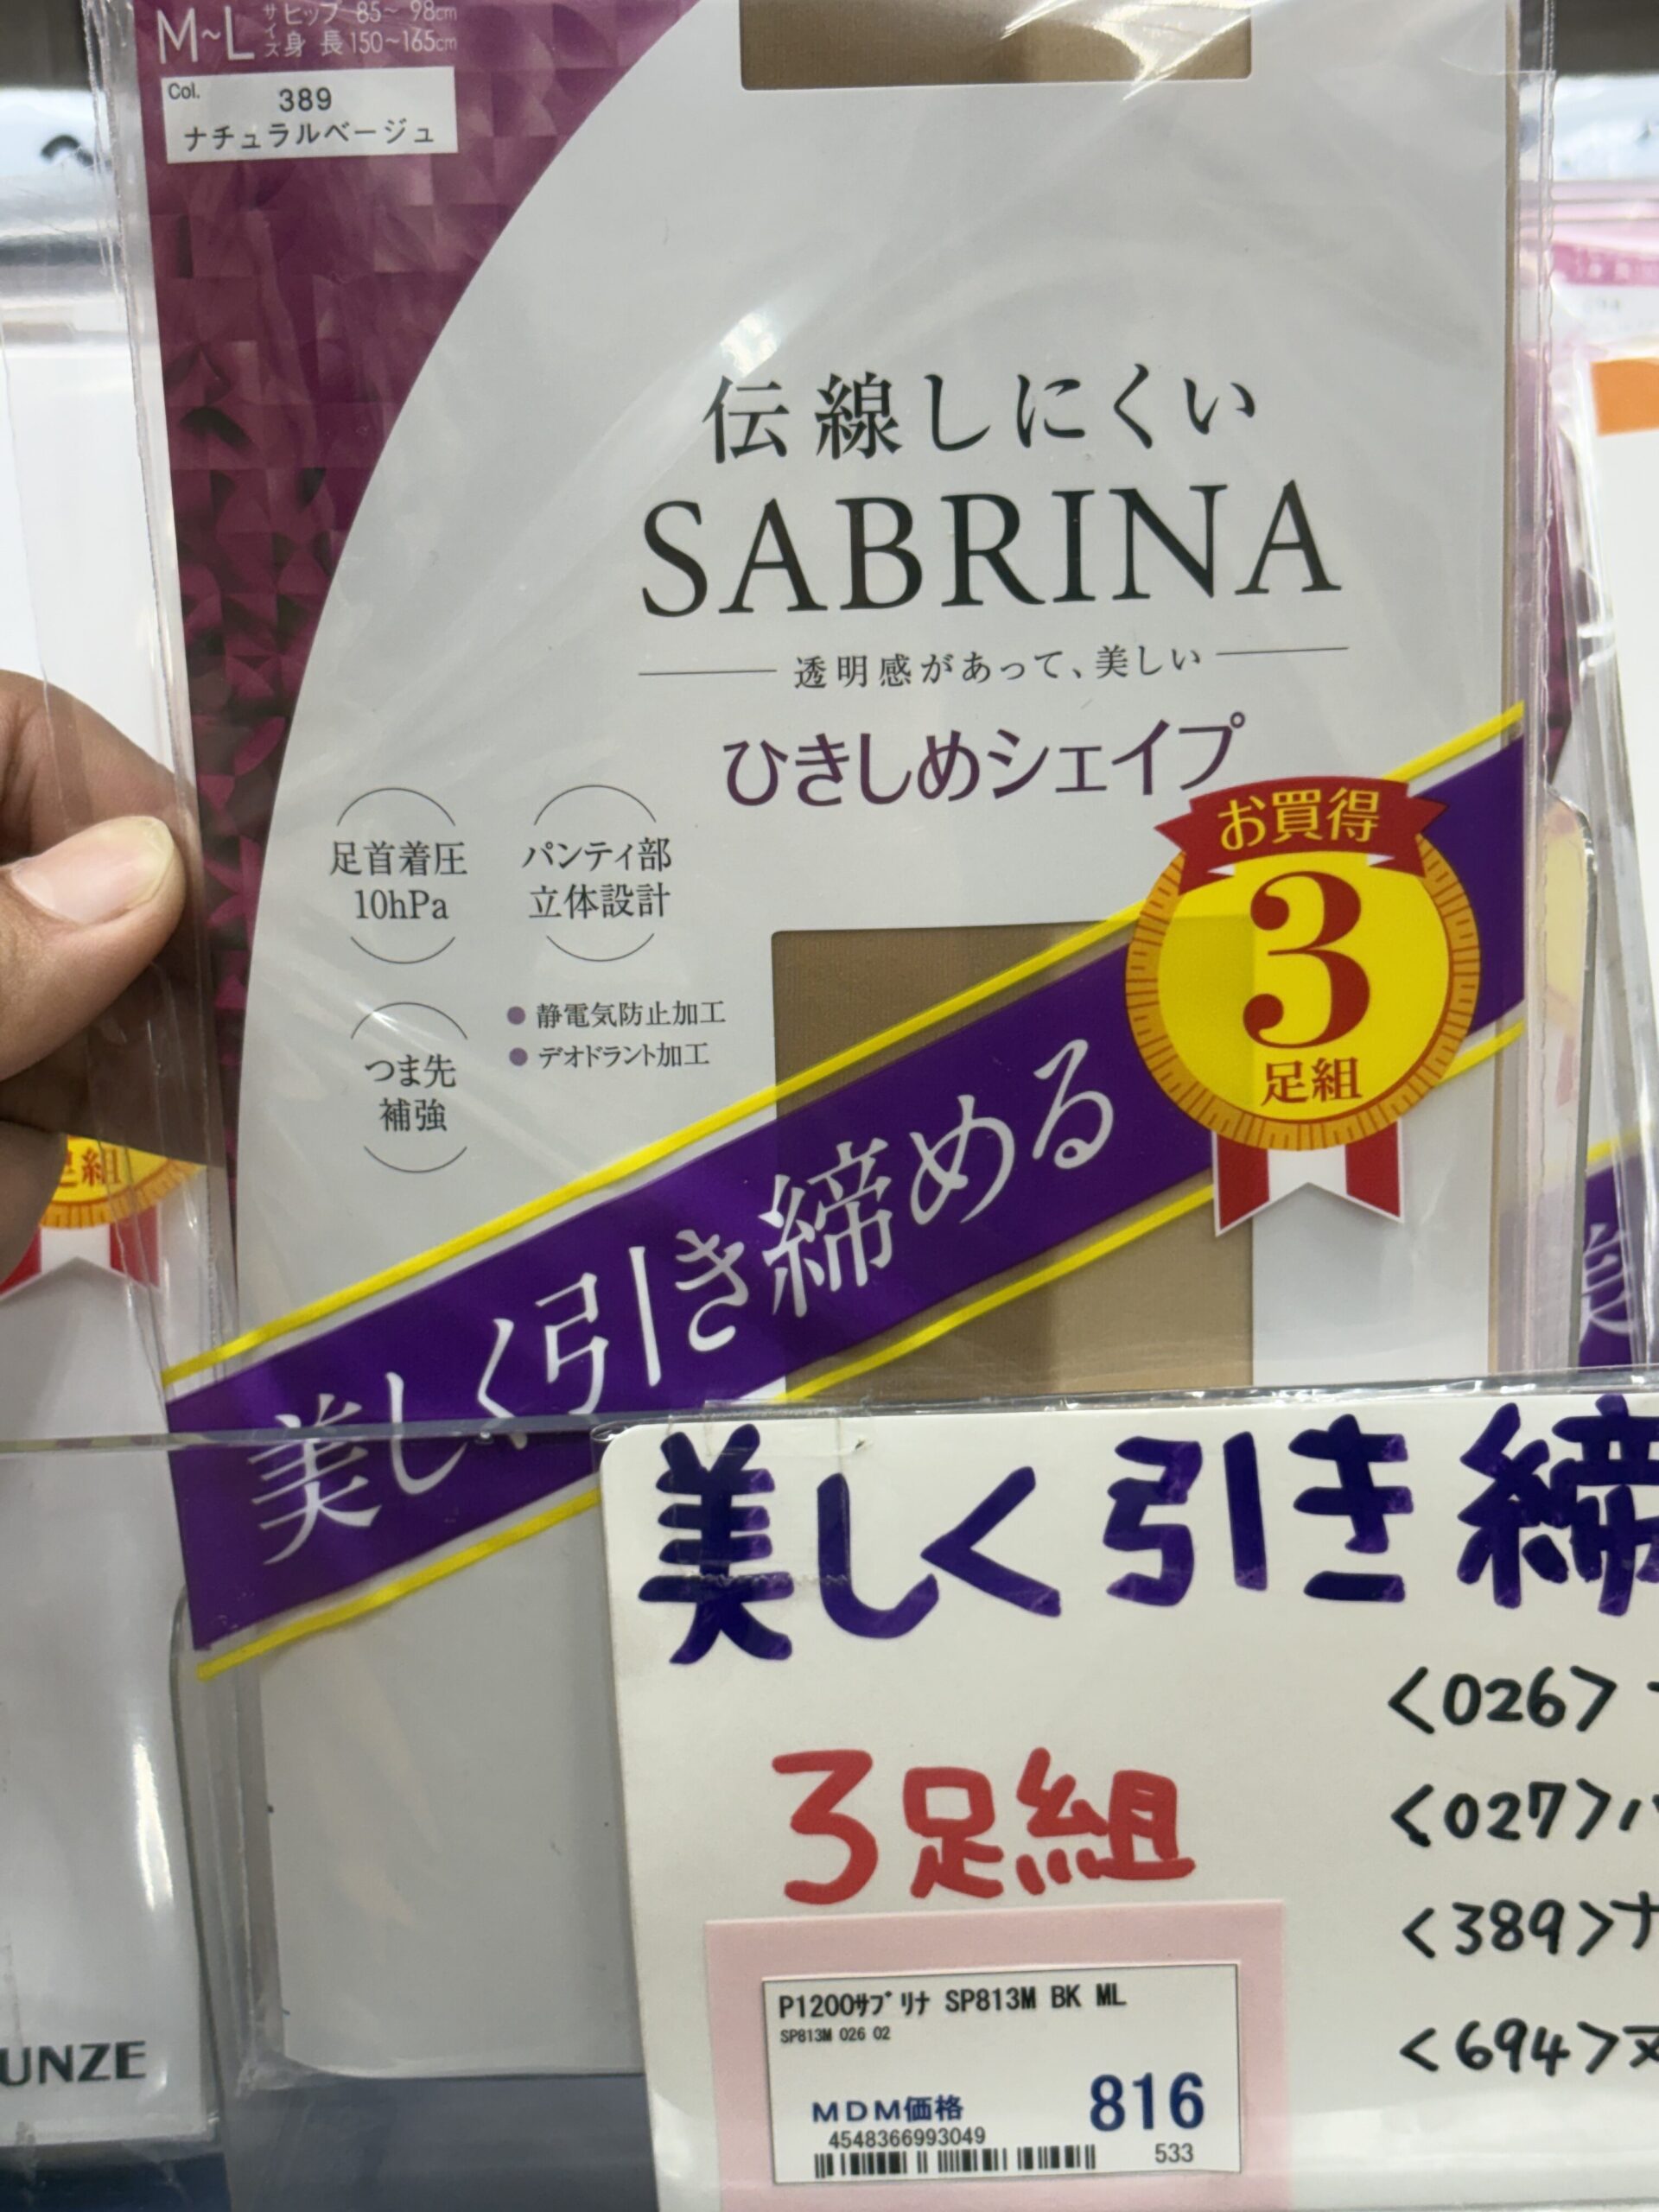 M~L サイズ ヒップ 85~98cm
身長 150~165cm
Col. 389
ナチュラルベージュ
伝線しにくい
SABRINA
透明感があって、美しい
ひきしめシェイプ
足首着圧
10hPa
パンティ部
立体設計
つま先
補強
● 静電気防止加工
● デオドラント加工
お買得
3
足組
美しく引き締める
足組
美しく引き締
3足組
<026>
<027>
<389>ナ
<694>ヌ
P1200サブリナ SP813M BK ML
SP813M 026 02
MDM価格 816
4548366993049
533
UNZE